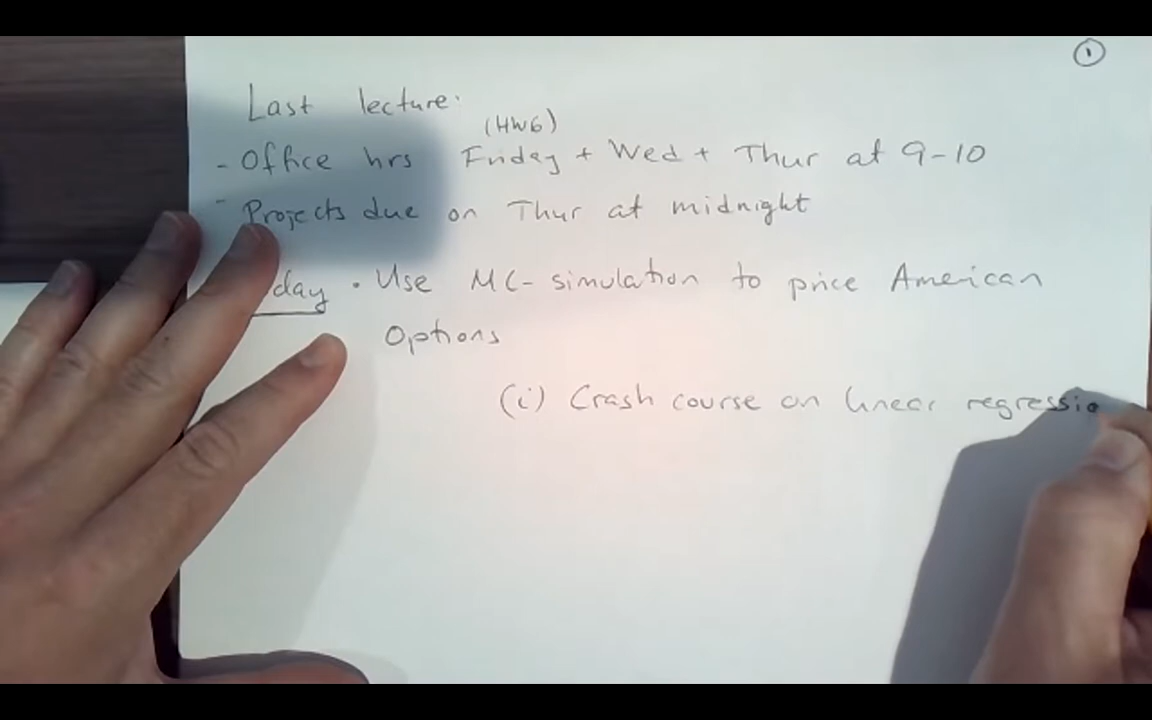 ①
Last lecture:
(HW6)
- Office hrs Friday + Wed + Thur at 9-10
- Projects due on Thur at midnight
day • Use MC-simulation to price American
Options
(i) Crash course on linear regressio